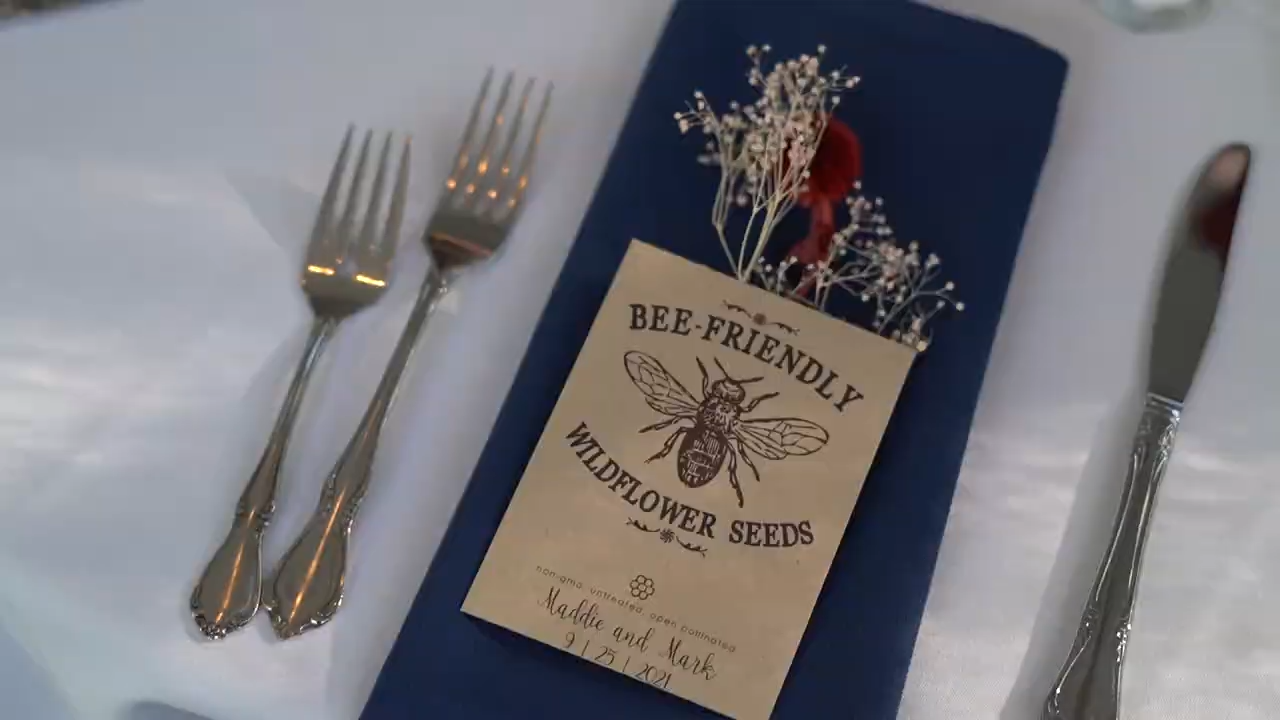 BEE-FRIENDLY
WILDFLOWER SEEDS
non-gmo, untreated, open pollinated
Maddie and Mark
9 | 25 | 2021